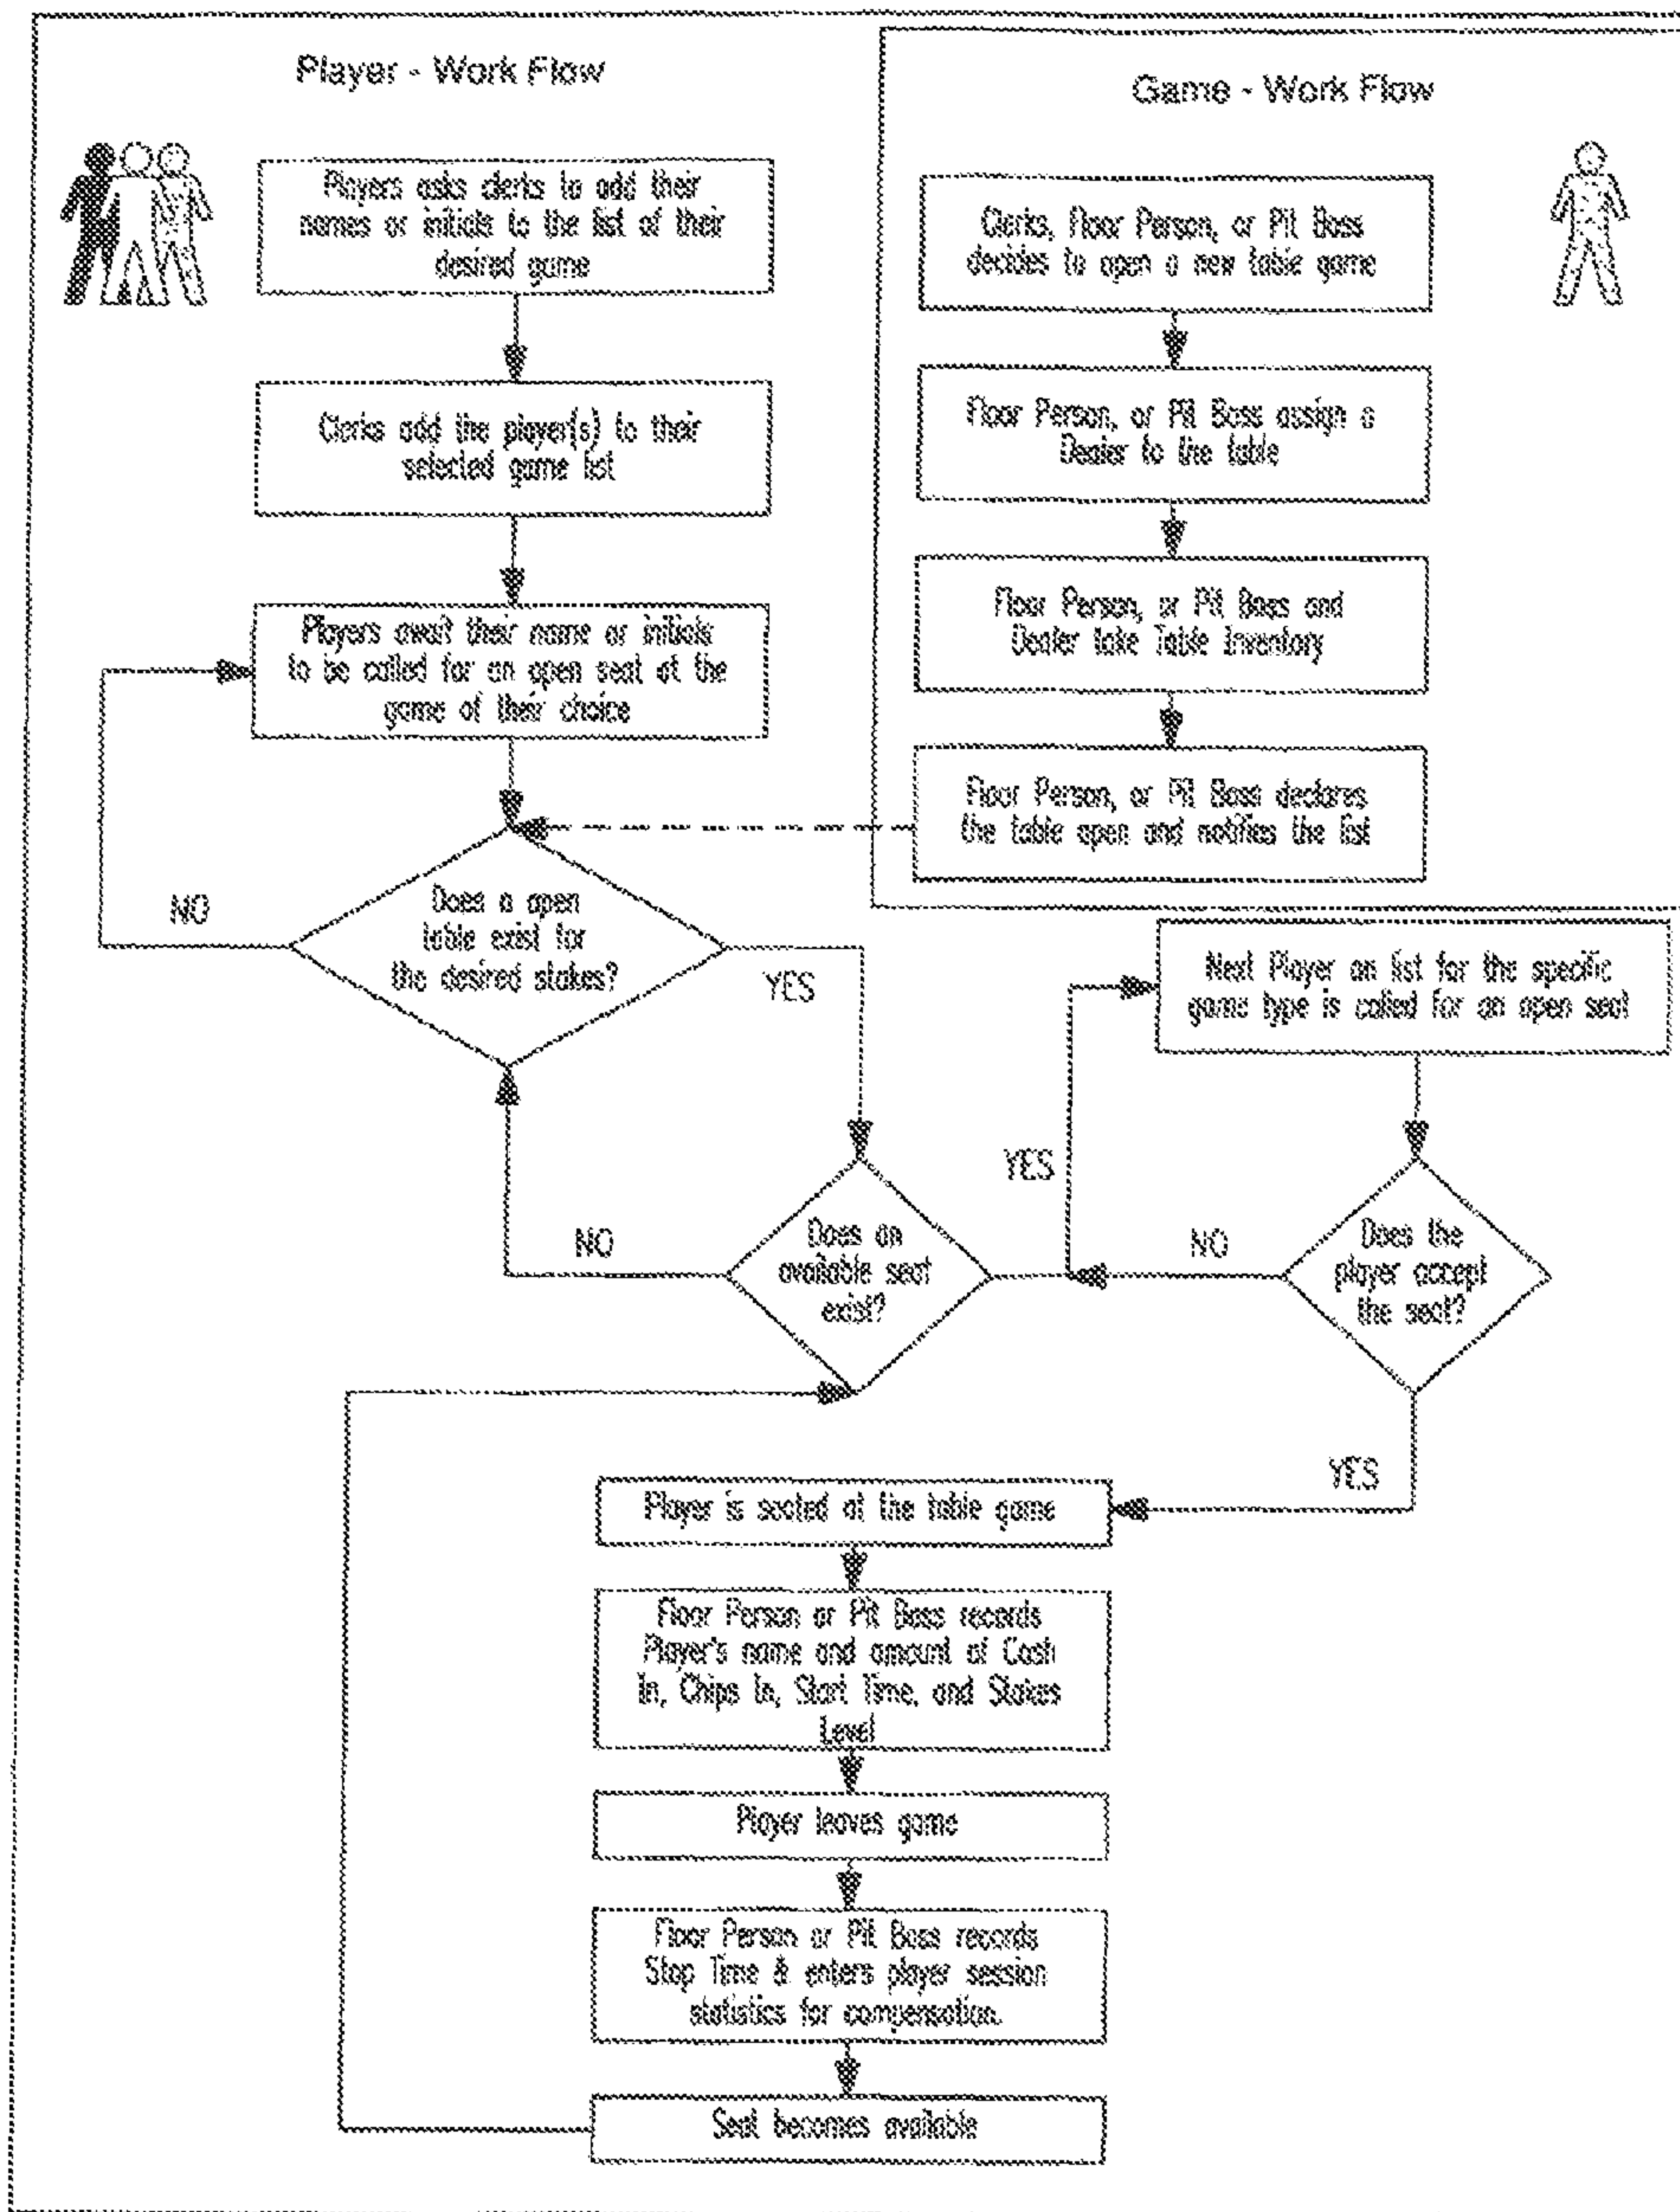 Player - Work Flow
Players asks clerks to add their
names or initials to the list of their
desired game
Clerks add the player(s) to their
selected game list
Players await their name or initials
to be called for an open seat at the
game of their choice
Does a open
table exist for
the desired stakes?
NO
YES
Game - Work Flow
Clerks, Floor Person, or Pit Boss
decides to open a new table game
Floor Person, or Pit Boss assign a
Dealer to the table
Floor Person, or Pit Boss and
Dealer take Table Inventory
Floor Person, or Pit Boss declares
the table open and notifies the list
Next Player on list for the specific
game type is called for an open seat
YES
NO
Does an
available seat
exist?
NO
Does the
player accept
the seat?
YES
Player is seated at the table game
Floor Person or Pit Boss records
Player's name and amount of Cash
In, Chips In, Start Time, and Stakes
Level
Player leaves game
Floor Person or Pit Boss records
Stop Time & enters player session
statistics for compensation.
Seat becomes available